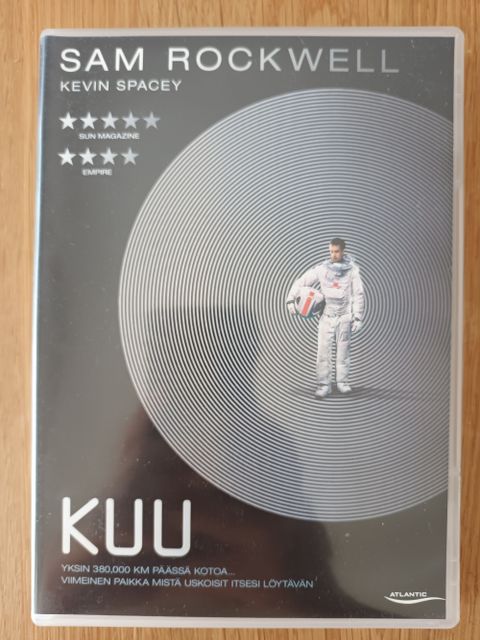 SAM ROCKWELL
KEVIN SPACEY
SUN MAGAZINE
EMPIRE
KUU
YKSIN 380,000 KM PÄÄSSÄ KOTOA...
VIIMEINEN PAIKKA MISTÄ USKOISIT ITSESI LÖYTÄVÄN
ATLANTIC